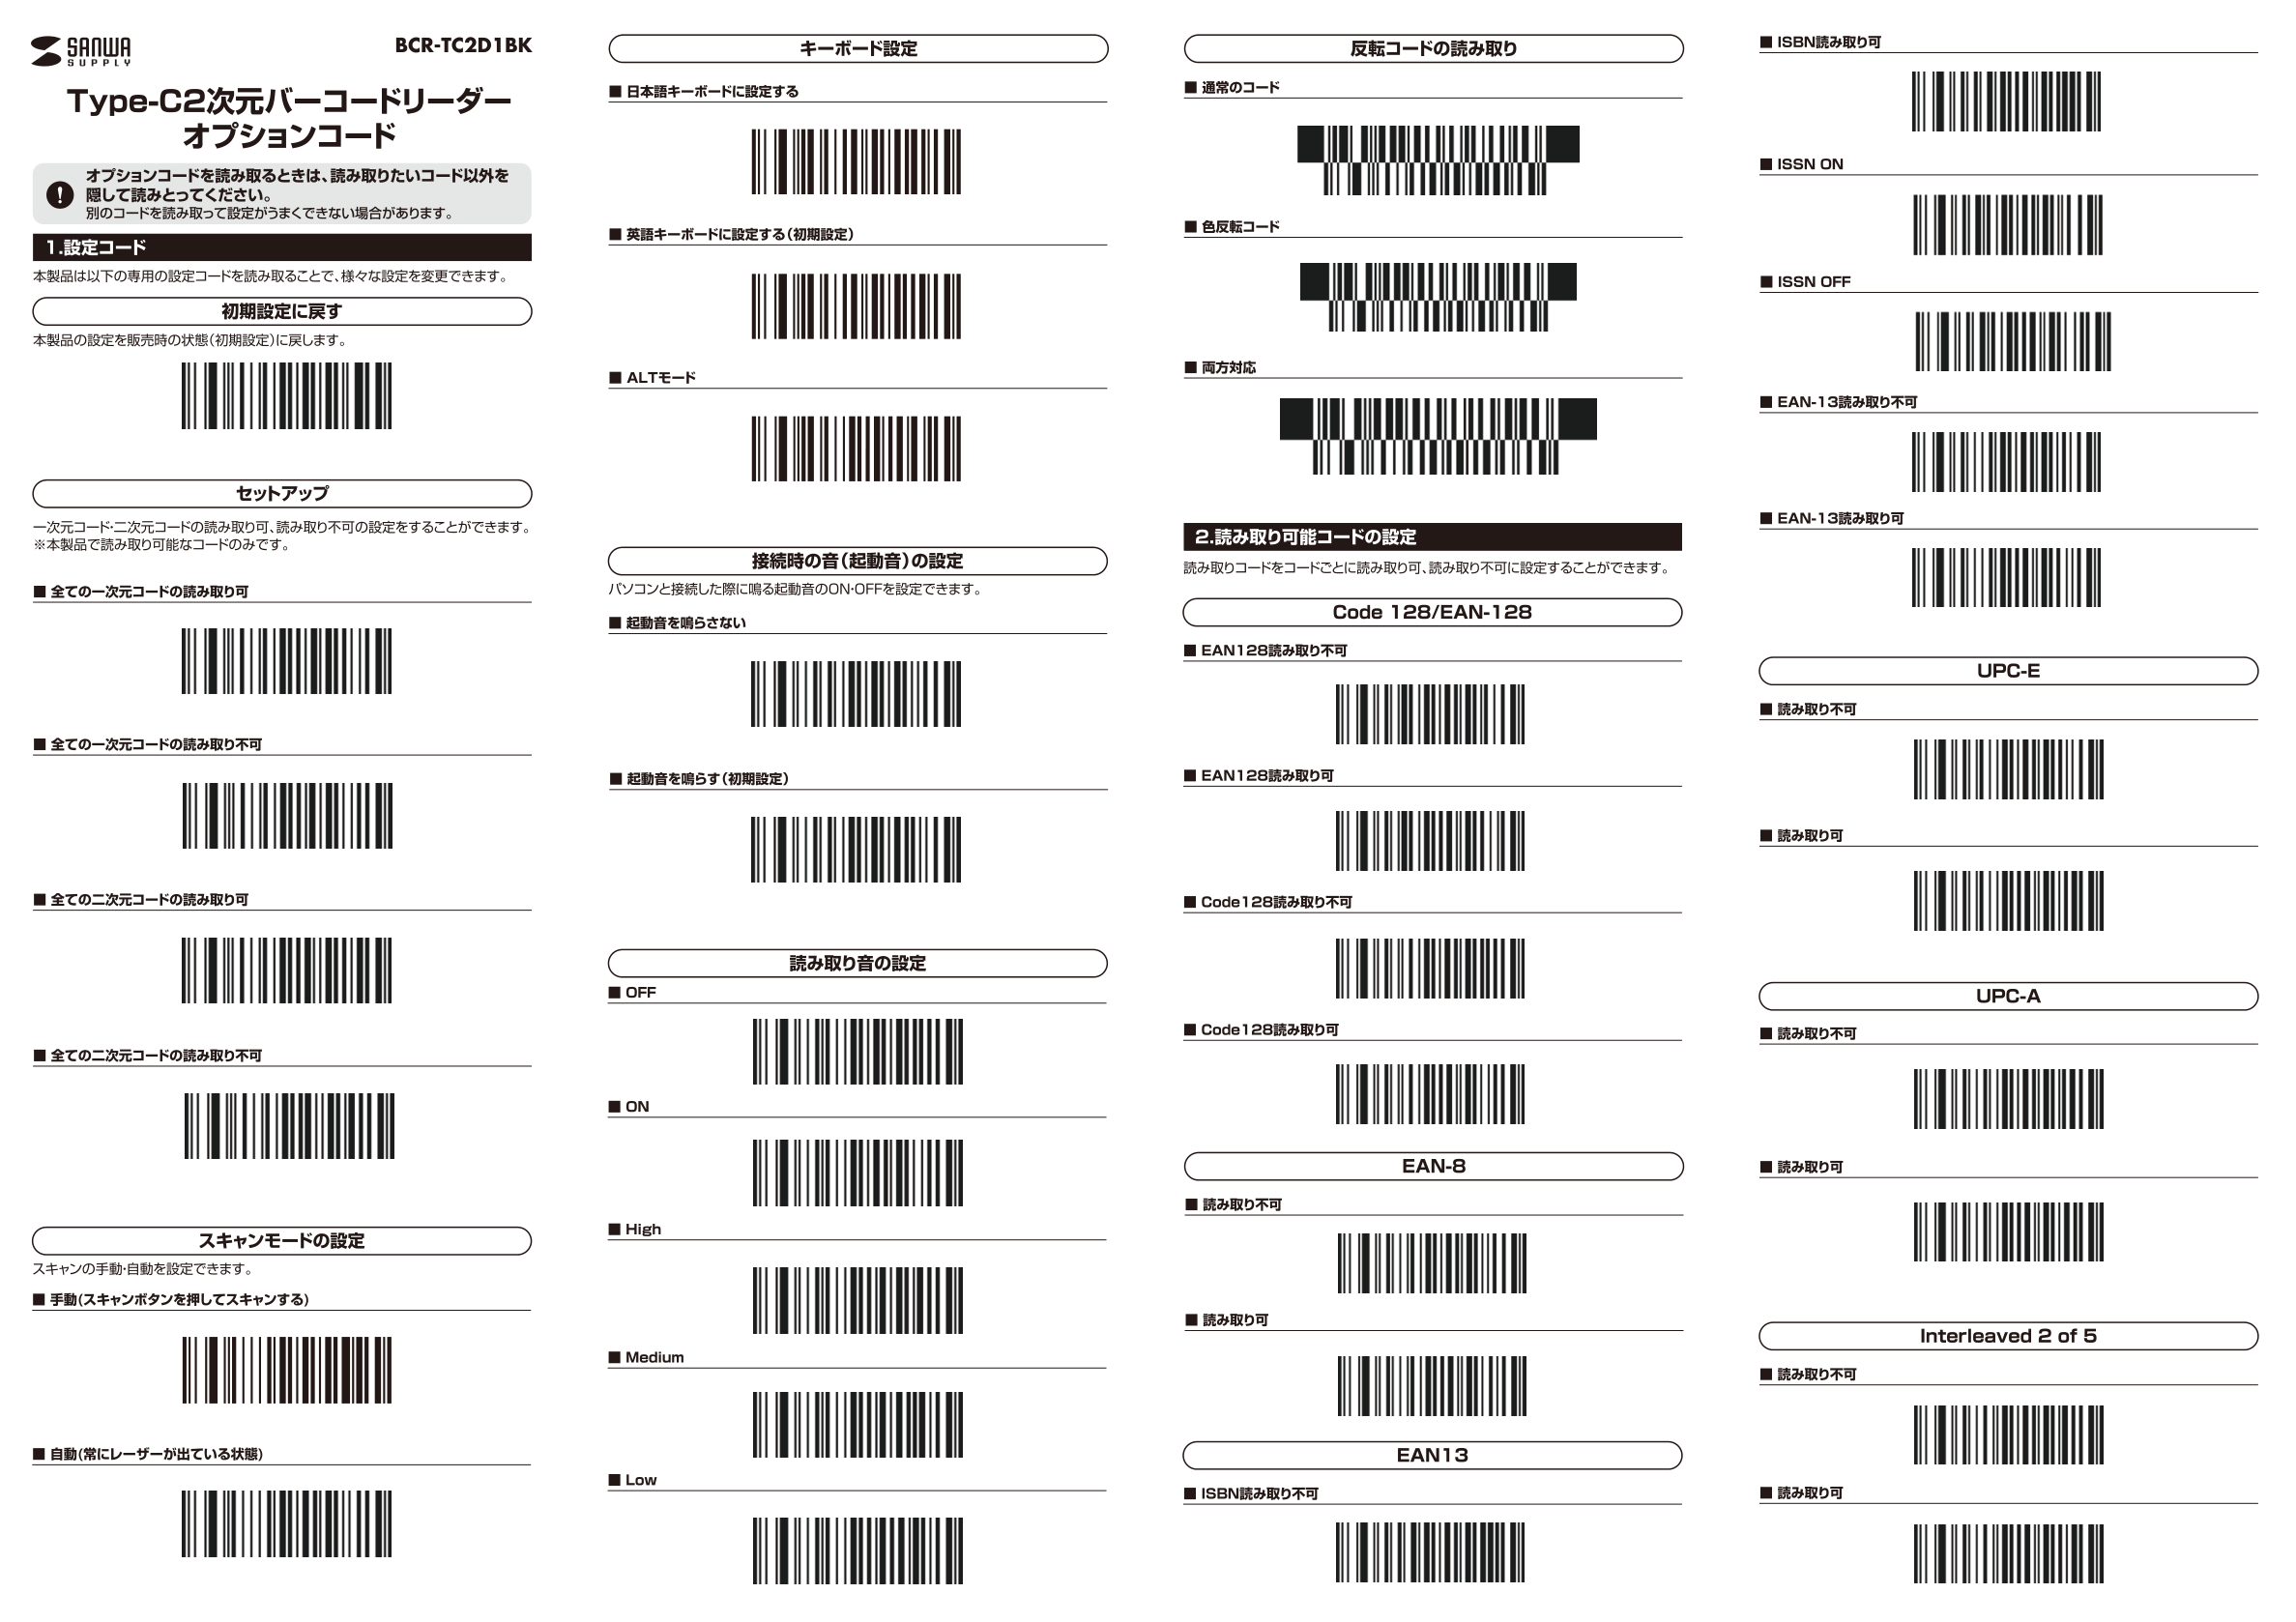 SANWA SUPPLY
BCR-TC2D1BK
Type-C2次元バーコードリーダー
オプションコード
オプションコードを読み取るときは、読み取りたいコード以外を
隠して読みとってください。
別のコードを読み取って設定がうまくできない場合があります。
1.設定コード
本製品は以下の専用の設定コードを読み取ることで、様々な設定を変更できます。
初期設定に戻す
本製品の設定を販売時の状態(初期設定)に戻します。
セットアップ
一次元コード・二次元コードの読み取り可、読み取り不可の設定をすることができます。
※本製品で読み取り可能なコードのみです。
■ 全ての一次元コードの読み取り可
■ 全ての一次元コードの読み取り不可
■ 全ての二次元コードの読み取り可
■ 全ての二次元コードの読み取り不可
スキャンモードの設定
スキャンの手動・自動を設定できます。
■ 手動(スキャンボタンを押してスキャンする)
■ 自動(常にレーザーが出ている状態)
キーボード設定
■ 日本語キーボードに設定する
■ 英語キーボードに設定する(初期設定)
■ ALTモード
接続時の音(起動音)の設定
パソコンと接続した際に鳴る起動音のON・OFFを設定できます。
■ 起動音を鳴らさない
■ 起動音を鳴らす(初期設定)
読み取り音の設定
■ OFF
■ ON
■ High
■ Medium
■ Low
反転コードの読み取り
■ 通常のコード
■ 色反転コード
■ 両方対応
2.読み取り可能コードの設定
読み取りコードをコードごとに読み取り可、読み取り不可に設定することができます。
Code 128/EAN-128
■ EAN128読み取り不可
■ EAN128読み取り可
■ Code128読み取り不可
■ Code128読み取り可
EAN-8
■ 読み取り不可
■ 読み取り可
EAN13
■ ISBN読み取り不可
■ ISBN読み取り可
■ ISSN ON
■ ISSN OFF
■ EAN-13読み取り不可
■ EAN-13読み取り可
UPC-E
■ 読み取り不可
■ 読み取り可
UPC-A
■ 読み取り不可
■ 読み取り可
Interleaved 2 of 5
■ 読み取り不可
■ 読み取り可